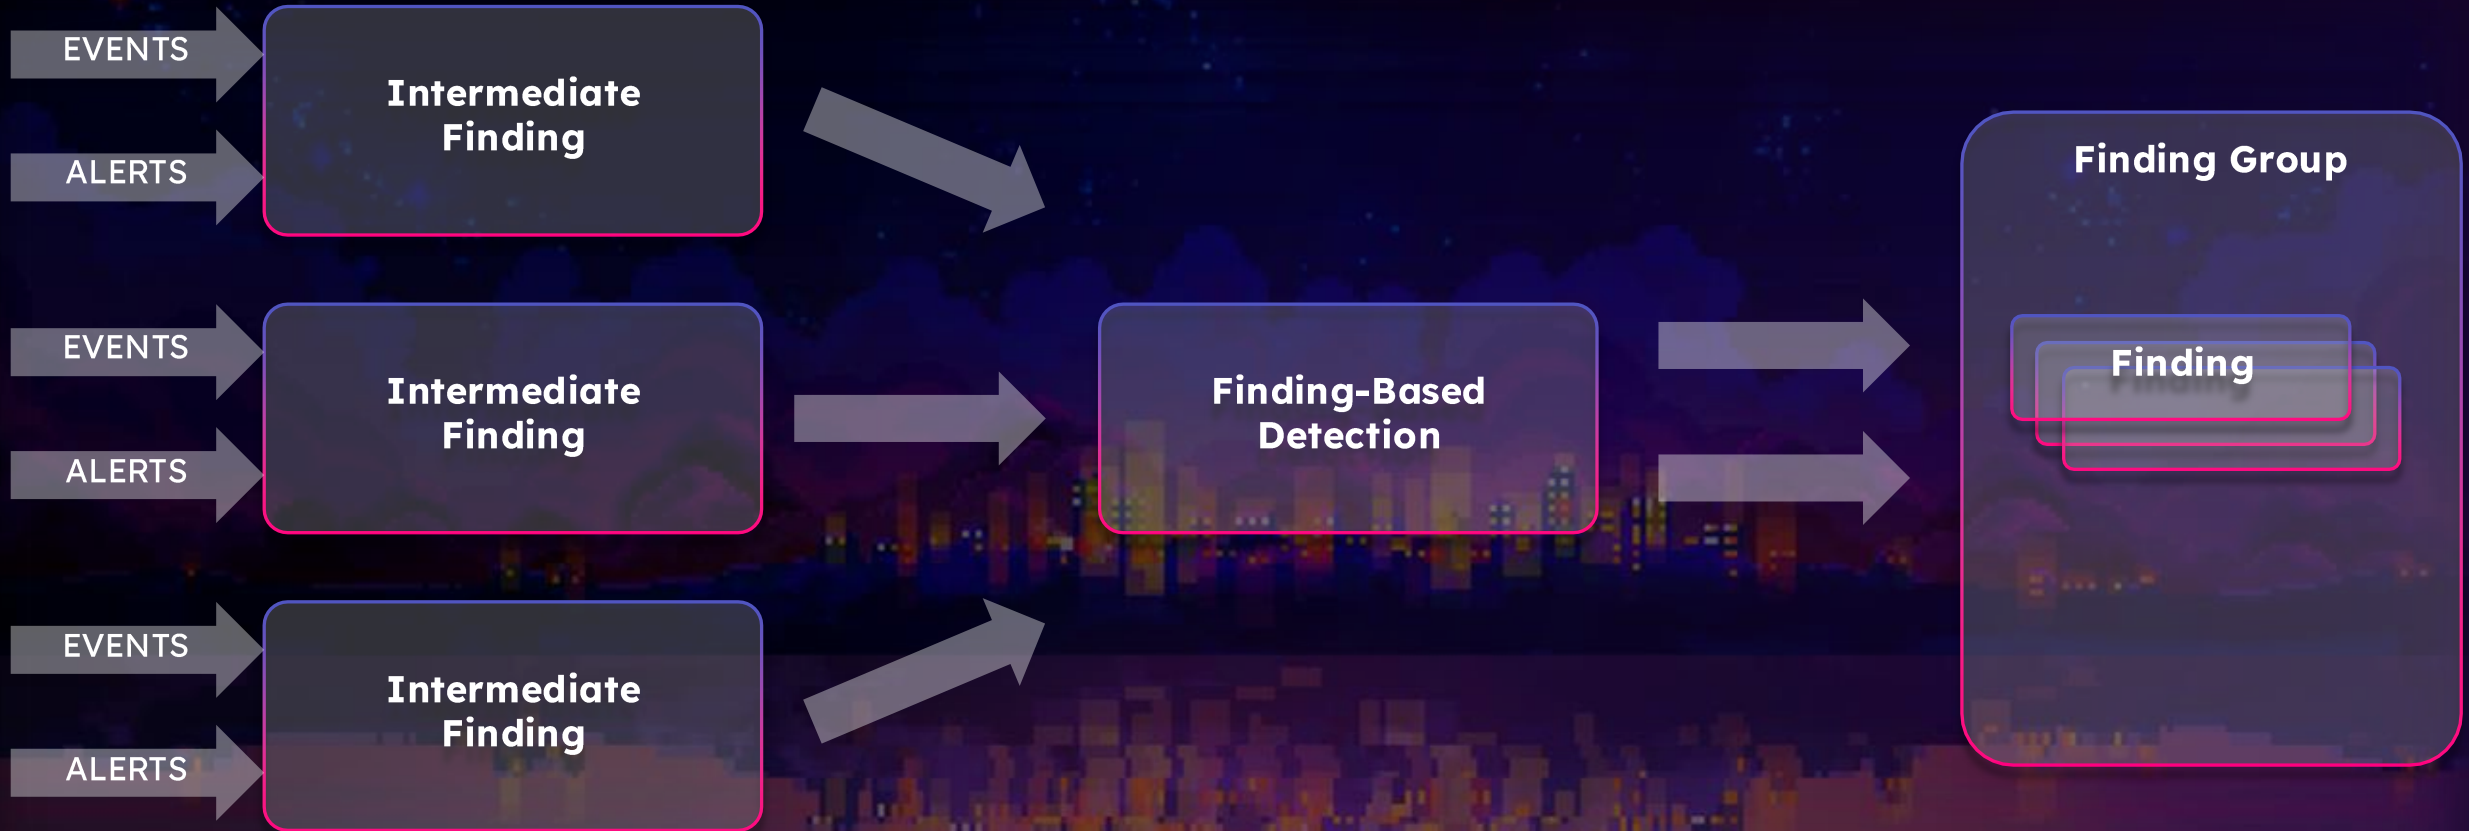 EVENTS
ALERTS
Intermediate
Finding
EVENTS
ALERTS
Intermediate
Finding
EVENTS
ALERTS
Intermediate
Finding
Finding-Based
Detection
Finding Group
Finding